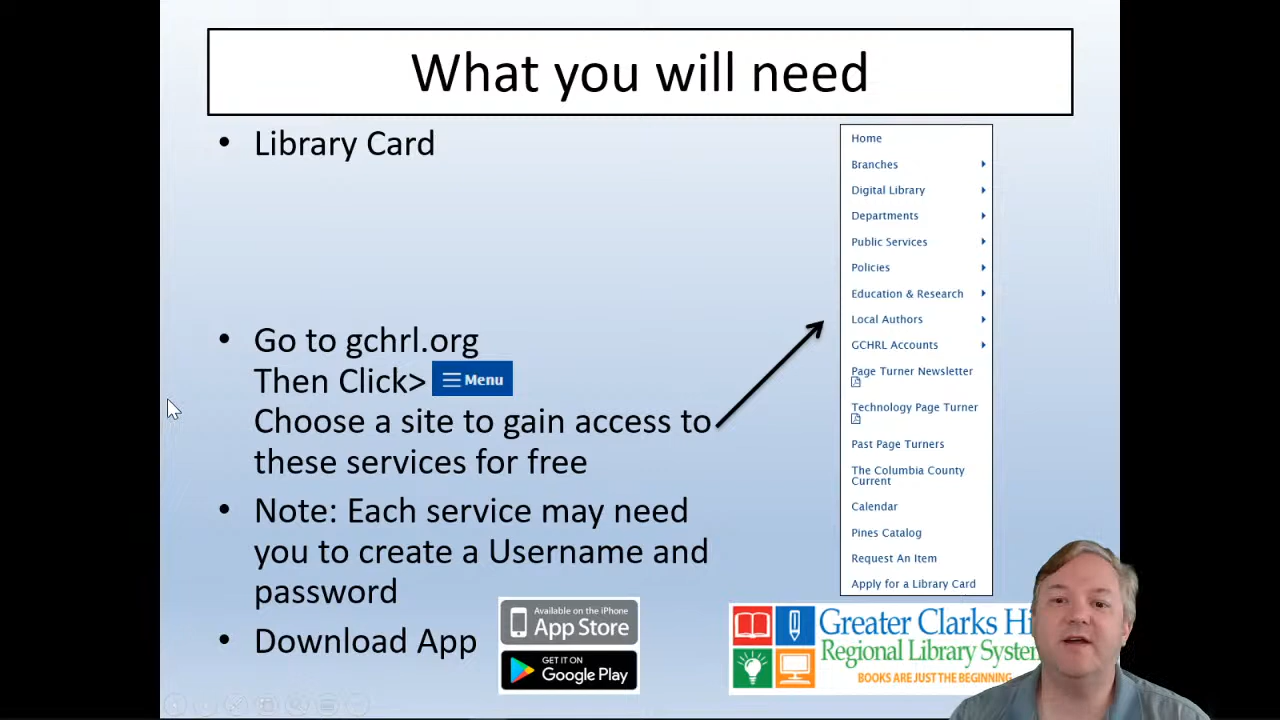 What you will need
• Library Card
• Go to gchrl.org
Then Click> Menu
Choose a site to gain access to
these services for free
• Note: Each service may need
you to create a Username and
password
• Download App
Available on the iPhone
App Store
GET IT ON
Google Play
Home
Branches
Digital Library
Departments
Public Services
Policies
Education & Research
Local Authors
GCHRL Accounts
Page Turner Newsletter
Technology Page Turner
Past Page Turners
The Columbia County
Current
Calendar
Pines Catalog
Request An Item
Apply for a Library Card
Greater Clarks Hi
Regional Library System
BOOKS ARE JUST THE BEGINNING